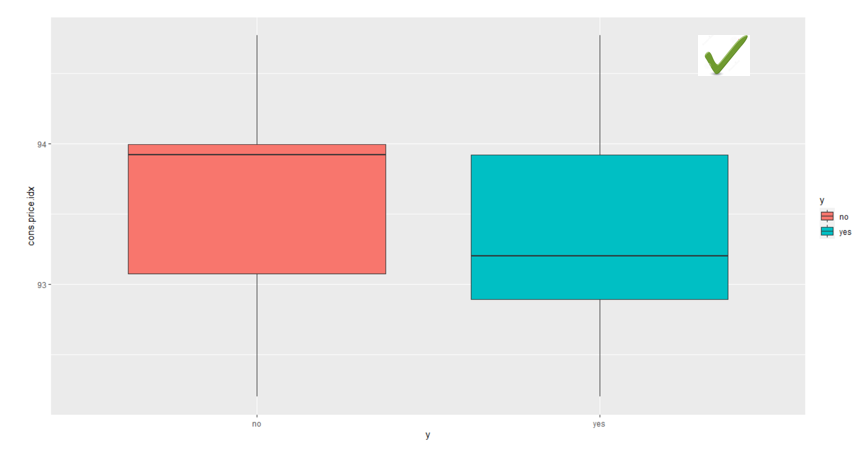 94
93
cons.price.idx
no
yes
y
y
no
yes